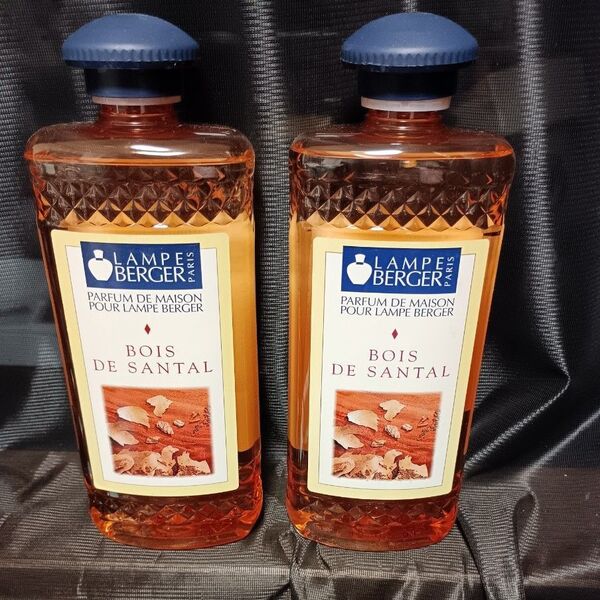 LAMPE
BERGER
PARIS
PARFUM DE MAISON
POUR LAMPE BERGER
BOIS
DE SANTAL
LAMPE
BERGER
PARIS
PARFUM DE MAISON
POUR LAMPE BERGER
BOIS
DE SANTAL